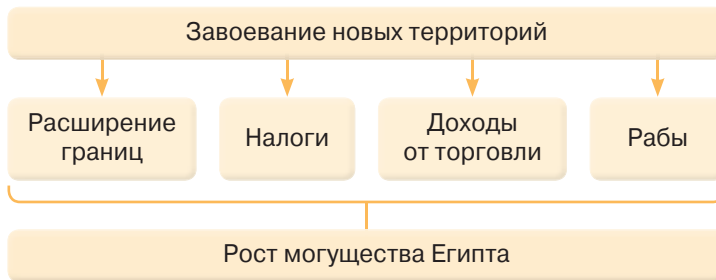 Завоевание новых территорий
Расширение
границ
Налоги
Доходы
от торговли
Рабы
Рост могущества Египта